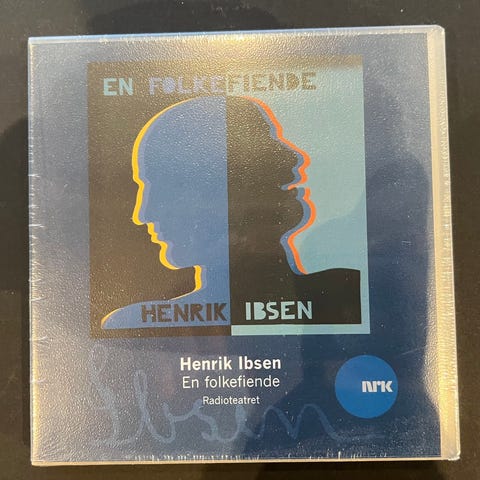 EN FOLKEFIENDE
HENRIK IBSEN
Henrik Ibsen
En folkefiende
Radioteatret
nrk
Ibsen